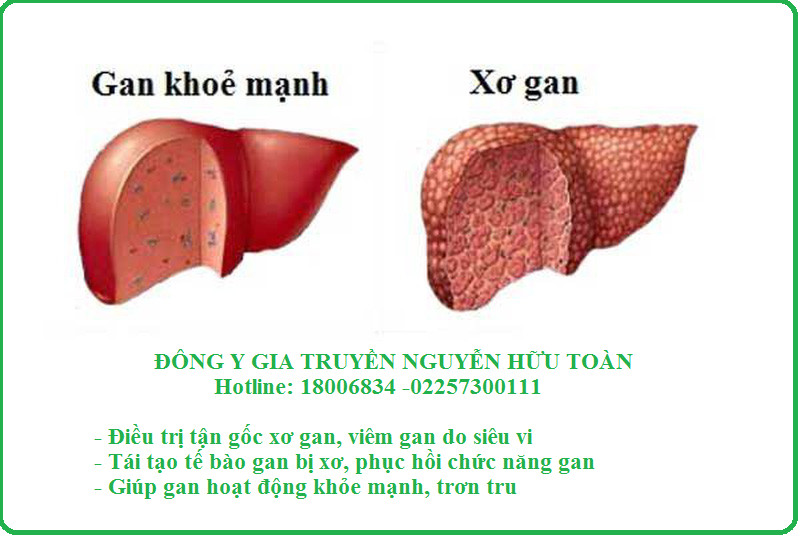 Gan khoẻ mạnh
Xơ gan
ĐÔNG Y GIA TRUYỀN NGUYỄN HỮU TOÀN
Hotline: 18006834 -02257300111
- Điều trị tận gốc xơ gan, viêm gan do siêu vi
- Tái tạo tế bào gan bị xơ, phục hồi chức năng gan
- Giúp gan hoạt động khỏe mạnh, trơn tru